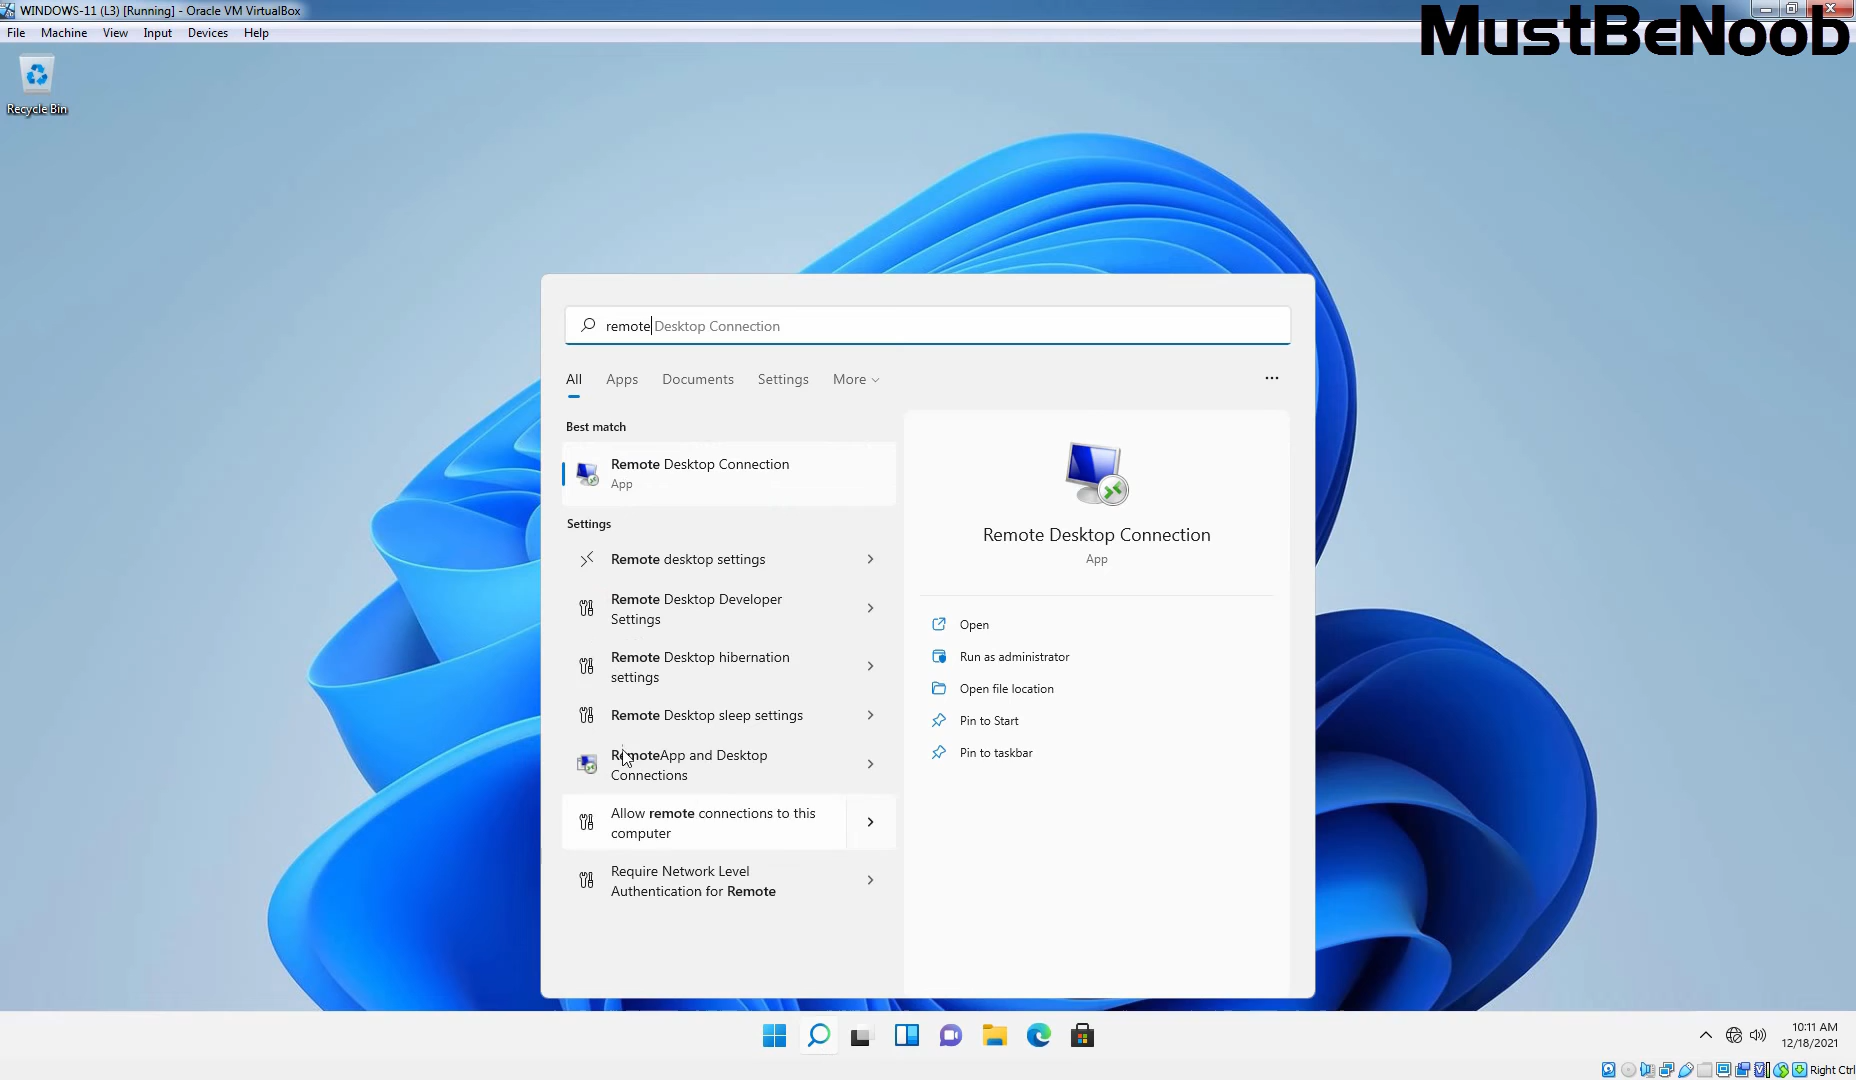 WINDOWS-11 (L3) [Running] - Oracle VM VirtualBox
File Machine View Input Devices Help
MustBeNoob
Recycle Bin
remote Desktop Connection
All Apps Documents Settings More
Best match
Remote Desktop Connection
App
Settings
Remote desktop settings
Remote Desktop Developer
Settings
Remote Desktop hibernation
settings
Remote Desktop sleep settings
RemoteApp and Desktop
Connections
Allow remote connections to this
computer
Require Network Level
Authentication for Remote
Remote Desktop Connection
App
Open
Run as administrator
Open file location
Pin to Start
Pin to taskbar
10:11 AM
12/18/2021
Right Ctrl